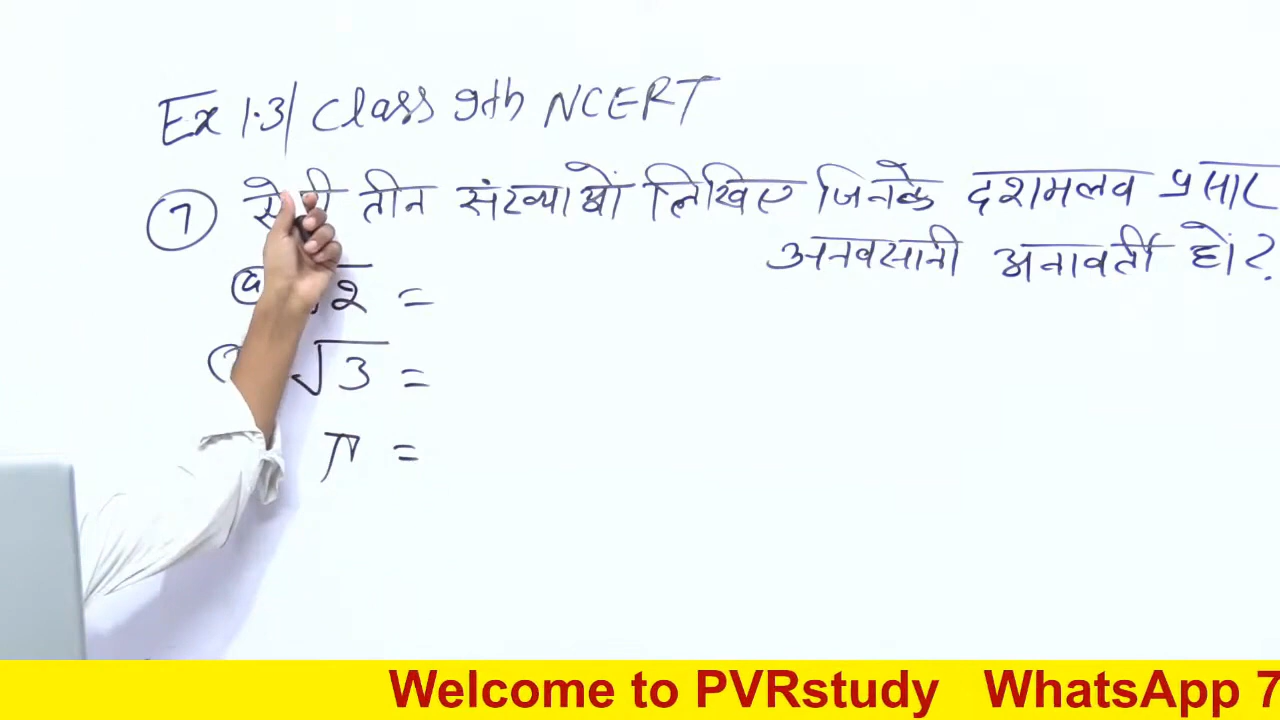 Ex 1.3| Class 9th NCERT
7 तीन संख्याओं लिखिए जिनके दशमलव प्रसार
अनवसानी अनावर्ती हों?
2 =
√3 =
π =
Welcome to PVRstudy WhatsApp 7